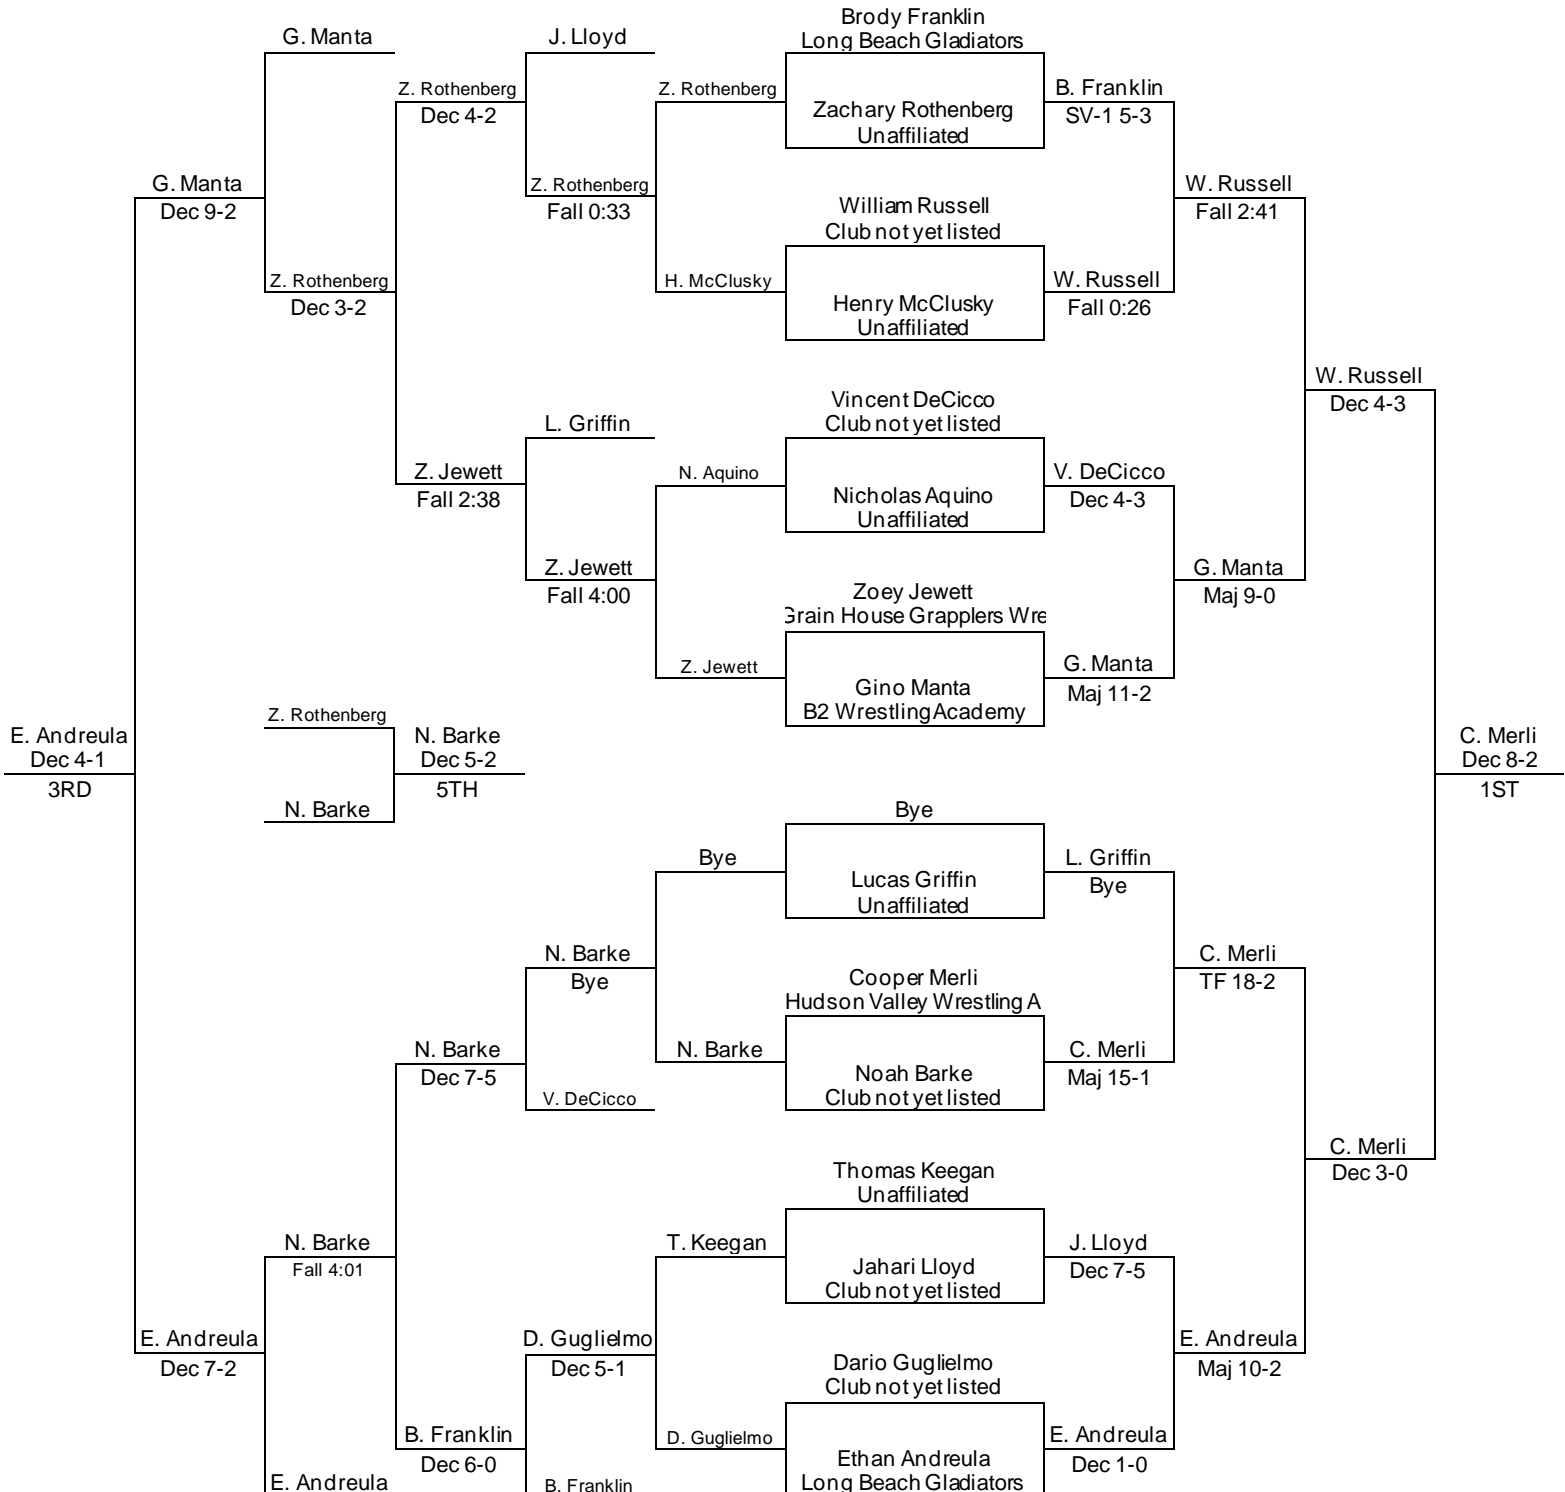 Brody Franklin
G. Manta
J. Lloyd
Long Beach Gladiators
Z. Rothenberg
Z. Rothenberg
B. Franklin
Dec 4-2
Zachary Rothenberg
SV-1 5-3
Unaffiliated
G. Manta
Z. Rothenberg
W. Russell
Dec 9-2
Fall 0:33
William Russell
Fall 2:41
Club not yet listed
Z. Rothenberg
H. McClusky
W. Russell
Dec 3-2
Henry McClusky
Fall 0:26
Unaffiliated
W. Russell
Vincent DeCicco
Dec 4-3
L. Griffin
Club not yet listed
Z. Jewett
N. Aquino
V. DeCicco
Fall 2:38
Nicholas Aquino
Dec 4-3
Unaffiliated
Z. Jewett
G. Manta
Fall 4:00
Zoey Jewett
Maj 9-0
Grain House Grapplers Wre
Z. Jewett
G. Manta
Gino Manta
Maj 11-2
B2 Wrestling Academy
Z. Rothenberg
E. Andreula
N. Barke
C. Merli
Dec 4-1
Dec 5-2
Dec 8-2
3RD
5TH
1ST
N. Barke
Bye
Bye
L. Griffin
Lucas Griffin
Bye
Unaffiliated
N. Barke
C. Merli
Bye
Cooper Merli
TF 18-2
Hudson Valley Wrestling A
N. Barke
N. Barke
C. Merli
Dec 7-5
Noah Barke
Maj 15-1
V. DeCicco
Club not yet listed
C. Merli
Thomas Keegan
Dec 3-0
Unaffiliated
N. Barke
T. Keegan
J. Lloyd
Fall 4:01
Jahari Lloyd
Dec 7-5
Club not yet listed
E. Andreula
D. Guglielmo
E. Andreula
Dec 7-2
Dec 5-1
Dario Guglielmo
Maj 10-2
Club not yet listed
B. Franklin
D. Guglielmo
E. Andreula
Dec 6-0
Ethan Andreula
Dec 1-0
E. Andreula
B. Franklin
Long Beach Gladiators